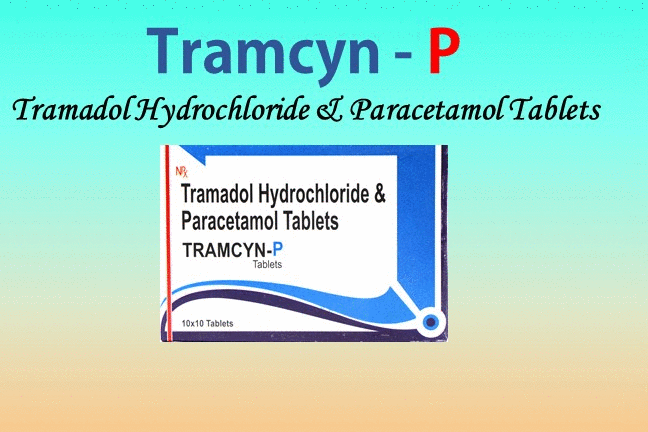 Tramcyn - P
Tramadol Hydrochloride & Paracetamol Tablets
NRx
Tramadol Hydrochloride &
Paracetamol Tablets
TRAMCYN-P
Tablets
10x10 Tablets